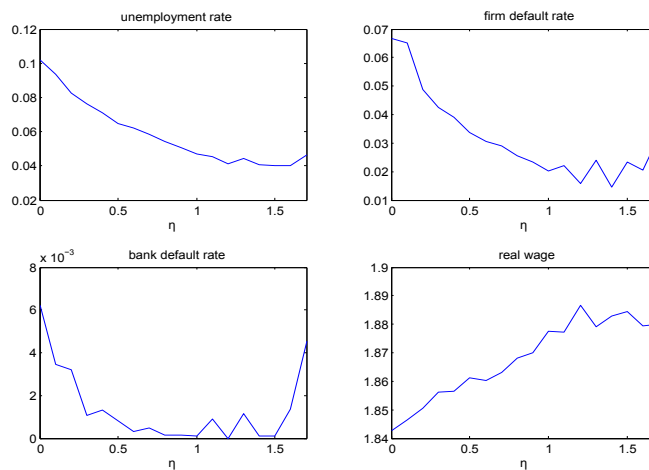 unemployment rate
0.12
0.1
0.08
0.06
0.04
0.02
0 0.5 1 1.5
η
firm default rate
0.07
0.06
0.05
0.04
0.03
0.02
0.01
0 0.5 1 1.5
η
bank default rate
x 10⁻³
8
6
4
2
0
0 0.5 1 1.5
η
real wage
1.9
1.89
1.88
1.87
1.86
1.85
1.84
0 0.5 1 1.5
η